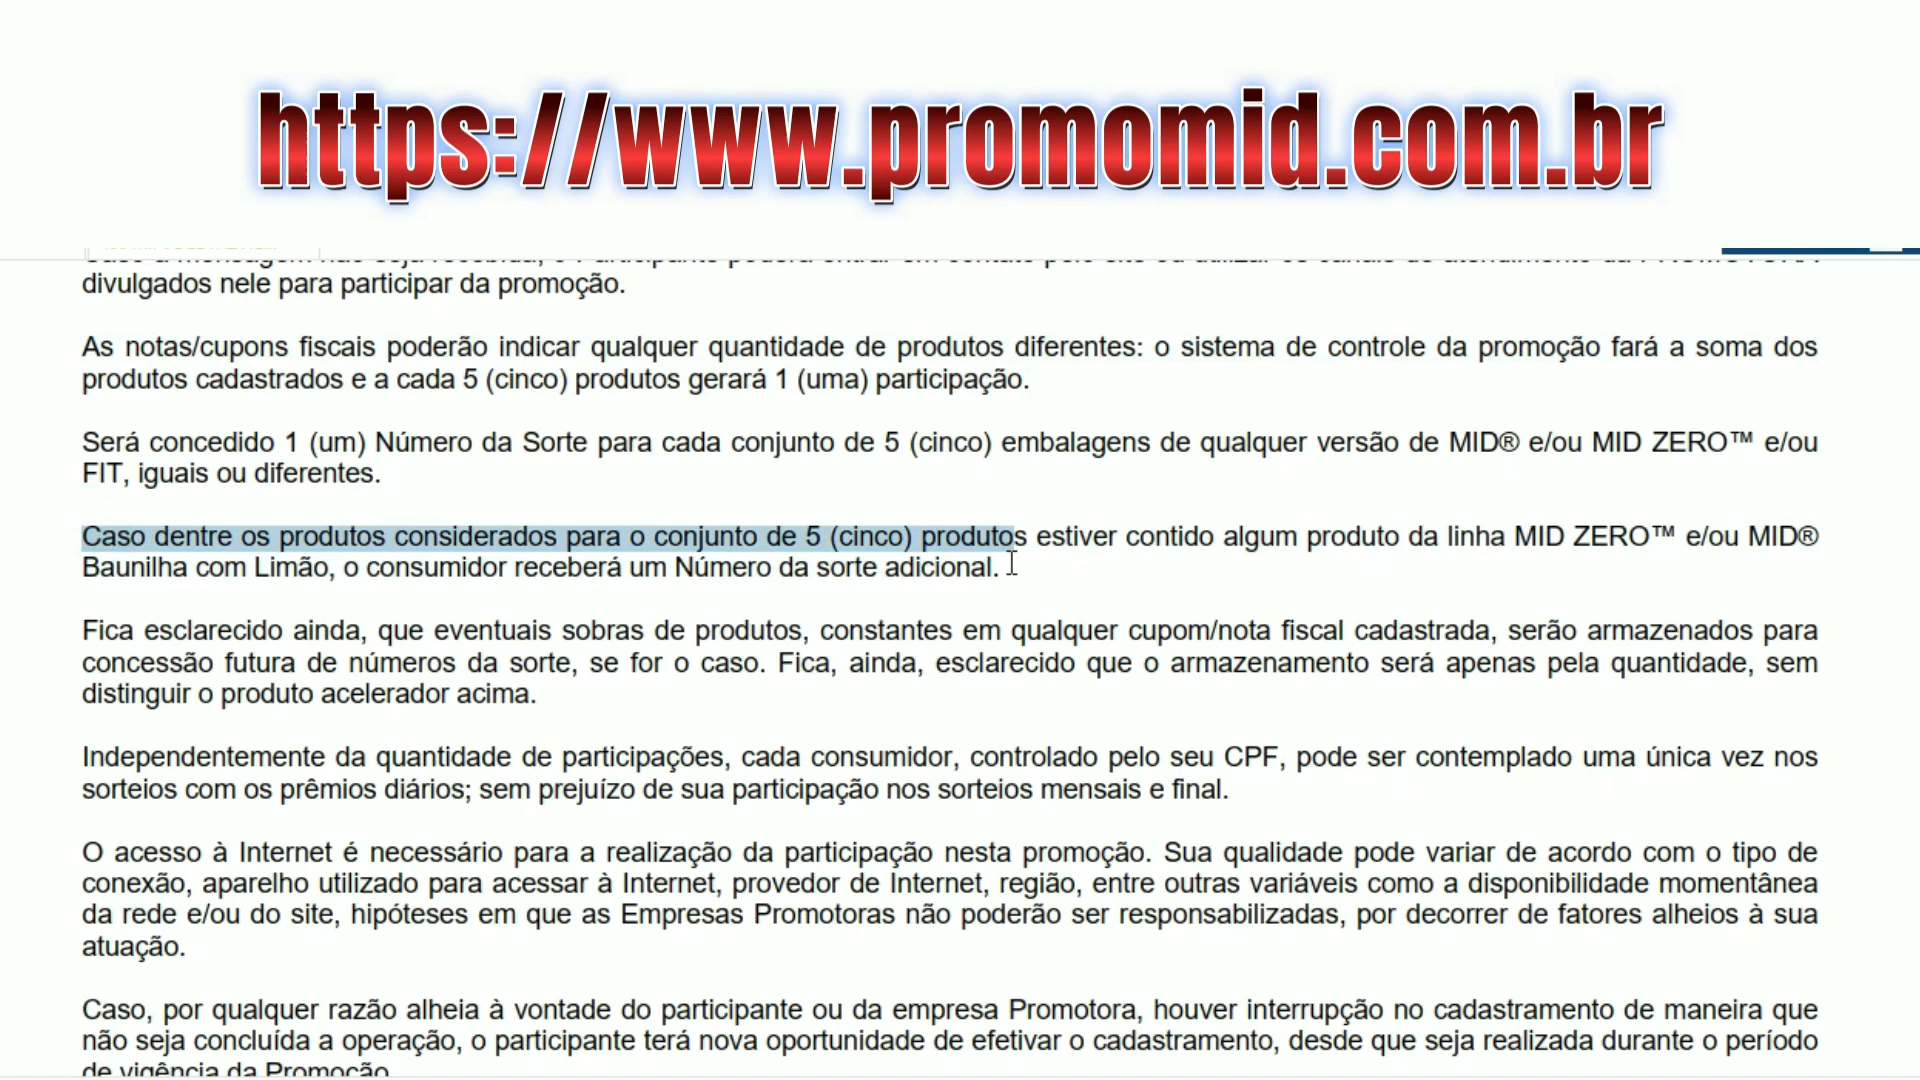 https://www.promomid.com.br
divulgados nele para participar da promoção.
As notas/cupons fiscais poderão indicar qualquer quantidade de produtos diferentes: o sistema de controle da promoção fará a soma dos
produtos cadastrados e a cada 5 (cinco) produtos gerará 1 (uma) participação.
Será concedido 1 (um) Número da Sorte para cada conjunto de 5 (cinco) embalagens de qualquer versão de MID® e/ou MID ZERO™ e/ou
FIT, iguais ou diferentes.
Caso dentre os produtos considerados para o conjunto de 5 (cinco) produtos estiver contido algum produto da linha MID ZERO™ e/ou MID®
Baunilha com Limão, o consumidor receberá um Número da sorte adicional.
Fica esclarecido ainda, que eventuais sobras de produtos, constantes em qualquer cupom/nota fiscal cadastrada, serão armazenados para
concessão futura de números da sorte, se for o caso. Fica, ainda, esclarecido que o armazenamento será apenas pela quantidade, sem
distinguir o produto acelerador acima.
Independentemente da quantidade de participações, cada consumidor, controlado pelo seu CPF, pode ser contemplado uma única vez nos
sorteios com os prêmios diários; sem prejuízo de sua participação nos sorteios mensais e final.
O acesso à Internet é necessário para a realização da participação nesta promoção. Sua qualidade pode variar de acordo com o tipo de
conexão, aparelho utilizado para acessar à Internet, provedor de Internet, região, entre outras variáveis como a disponibilidade momentânea
da rede e/ou do site, hipóteses em que as Empresas Promotoras não poderão ser responsabilizadas, por decorrer de fatores alheios à sua
atuação.
Caso, por qualquer razão alheia à vontade do participante ou da empresa Promotora, houver interrupção no cadastramento de maneira que
não seja concluída a operação, o participante terá nova oportunidade de efetivar o cadastramento, desde que seja realizada durante o período
de vigência da Promoção.